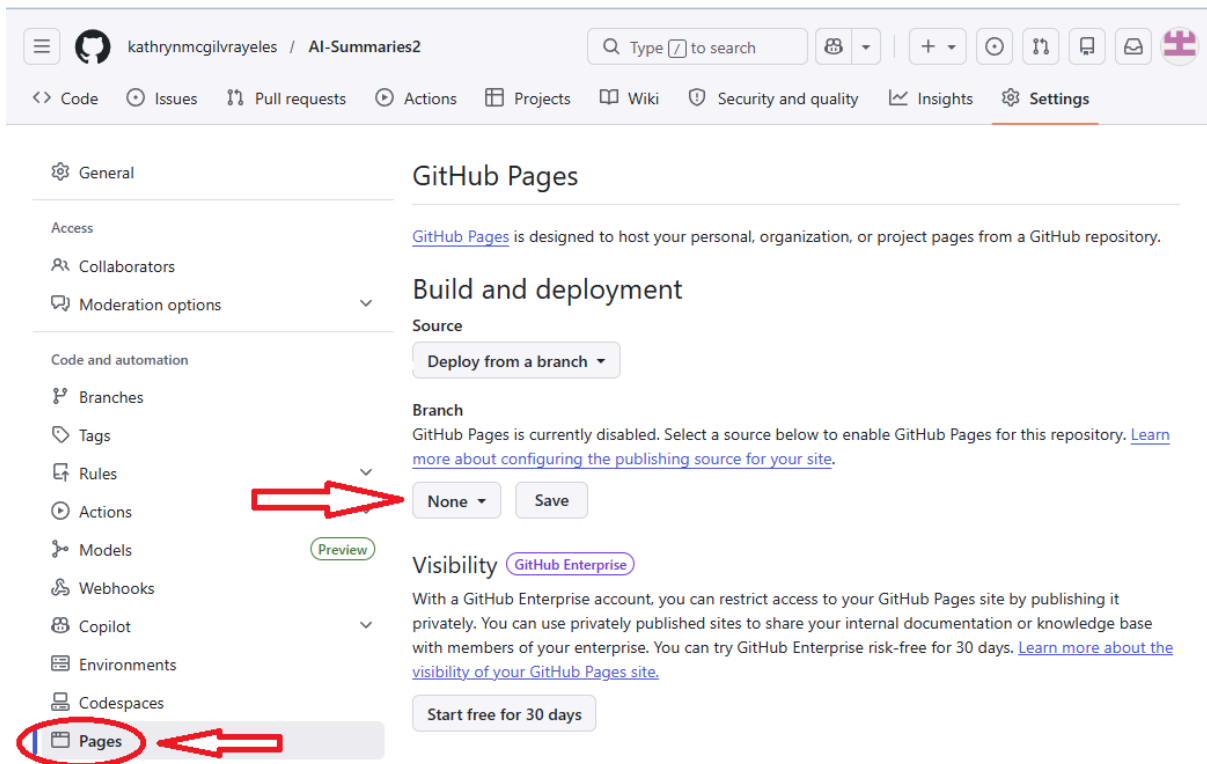 kathrynmcgilvrayeles / AI-Summaries2
Type / to search
Code Issues Pull requests Actions Projects Wiki Security and quality Insights Settings
General
Access
Collaborators
Moderation options
Code and automation
Branches
Tags
Rules
Actions
Models Preview
Webhooks
Copilot
Environments
Codespaces
Pages
GitHub Pages
GitHub Pages is designed to host your personal, organization, or project pages from a GitHub repository.
Build and deployment
Source
Deploy from a branch
Branch
GitHub Pages is currently disabled. Select a source below to enable GitHub Pages for this repository. Learn
more about configuring the publishing source for your site.
None Save
Visibility GitHub Enterprise
With a GitHub Enterprise account, you can restrict access to your GitHub Pages site by publishing it
privately. You can use privately published sites to share your internal documentation or knowledge base
with members of your enterprise. You can try GitHub Enterprise risk-free for 30 days. Learn more about the
visibility of your GitHub Pages site.
Start free for 30 days